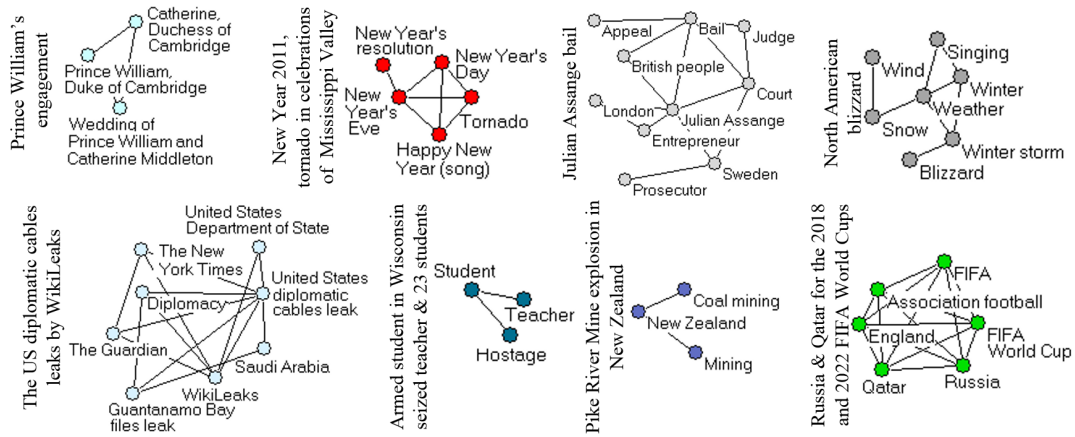 Prince William's
engagement
Catherine,
Duchess of
Cambridge
Prince William,
Duke of Cambridge
Wedding of
Prince William and
Catherine Middleton
New Year 2011,
tornado in celebrations
of Mississippi Valley
New Year's
resolution
New Year's
Day
New
Year's
Eve
Tornado
Happy New
Year (song)
Julian Assange bail
Appeal
Bail
Judge
British people
Court
London
Julian Assange
Entrepreneur
Sweden
Prosecutor
North American
blizzard
Singing
Wind
Winter
Weather
Snow
Winter storm
Blizzard
The US diplomatic cables
leaks by WikiLeaks
United States
Department of State
The New
York Times
United States
diplomatic
cables leak
Diplomacy
The Guardian
Saudi Arabia
WikiLeaks
Guantanamo Bay
files leak
Armed student in Wisconsin
seized teacher & 23 students
Student
Teacher
Hostage
Pike River Mine explosion in
New Zealand
Coal mining
New Zealand
Mining
Russia & Qatar for the 2018
and 2022 FIFA World Cups
FIFA
Association football
England
FIFA
World Cup
Qatar
Russia